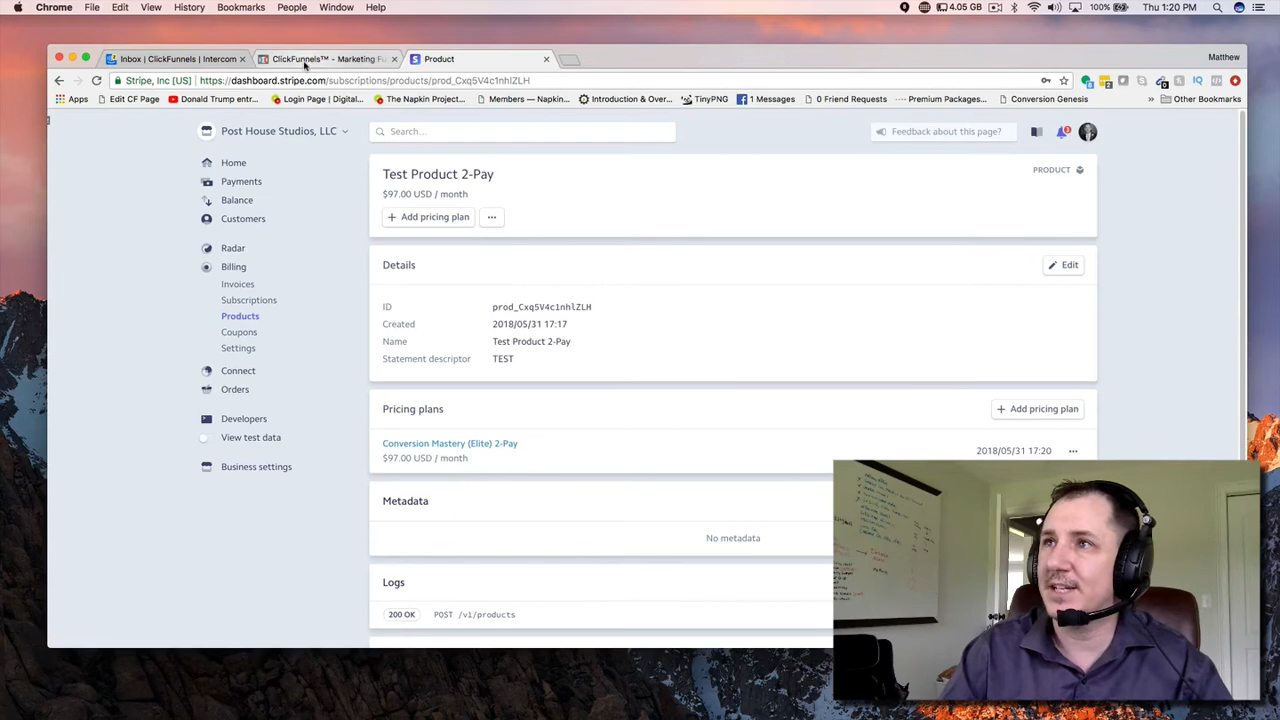 Chrome File Edit View History Bookmarks People Window Help
4.05 GB 100% Thu 1:20 PM
Inbox | ClickFunnels | Intercom
ClickFunnels™ - Marketing Fu
Product
Matthew
Stripe, Inc [US] https://dashboard.stripe.com/subscriptions/products/prod_Cxq5V4c1nhlZLH
Apps Edit CF Page Donald Trump entr... Login Page | Digital... The Napkin Project... Members — Napkin... Introduction & Over... TinyPNG 1 Messages 0 Friend Requests Premium Packages... Conversion Genesis » Other Bookmarks
Post House Studios, LLC
Search...
Feedback about this page?
3
Home
Payments
Balance
Customers
Radar
Billing
Invoices
Subscriptions
Products
Coupons
Settings
Connect
Orders
Developers
View test data
Business settings
Test Product 2-Pay
PRODUCT
$97.00 USD / month
+ Add pricing plan
...
Details
Edit
ID prod_Cxq5V4c1nhlZLH
Created 2018/05/31 17:17
Name Test Product 2-Pay
Statement descriptor TEST
Pricing plans
+ Add pricing plan
Conversion Mastery (Elite) 2-Pay
$97.00 USD / month
2018/05/31 17:20
...
Metadata
No metadata
Logs
200 OK POST /v1/products